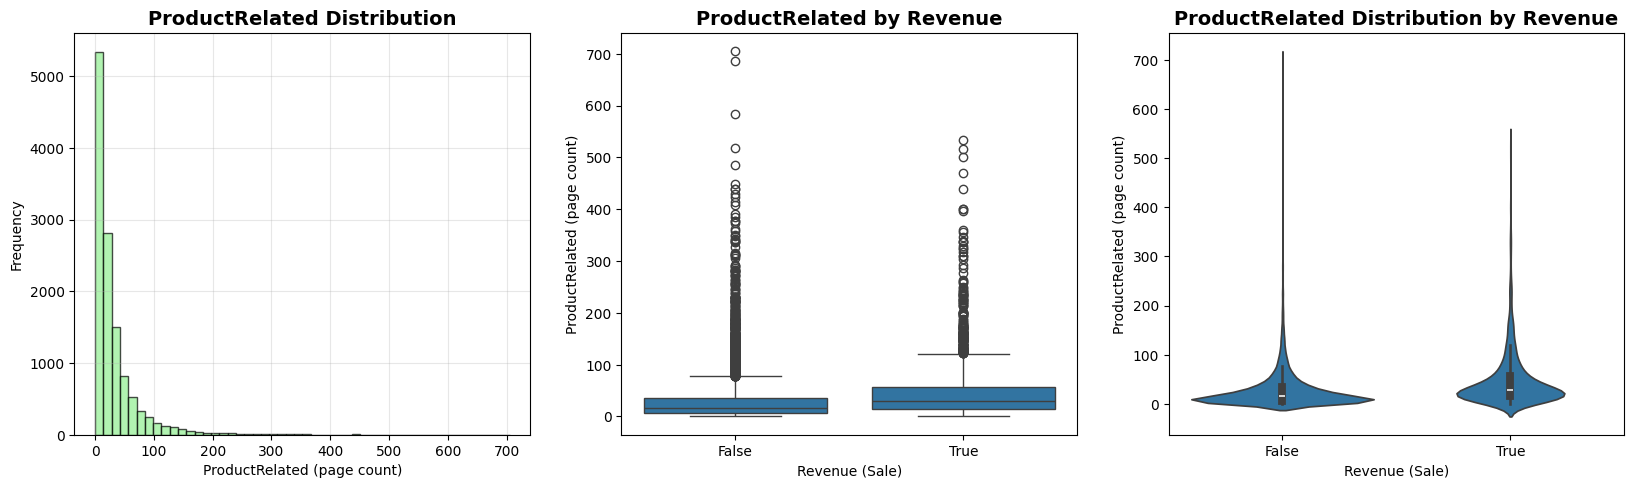 ProductRelated Distribution
Frequency
5000
4000
3000
2000
1000
0
0 100 200 300 400 500 600 700
ProductRelated (page count)
ProductRelated by Revenue
ProductRelated (page count)
700
600
500
400
300
200
100
0
False True
Revenue (Sale)
ProductRelated Distribution by Revenue
ProductRelated (page count)
700
600
500
400
300
200
100
0
False True
Revenue (Sale)